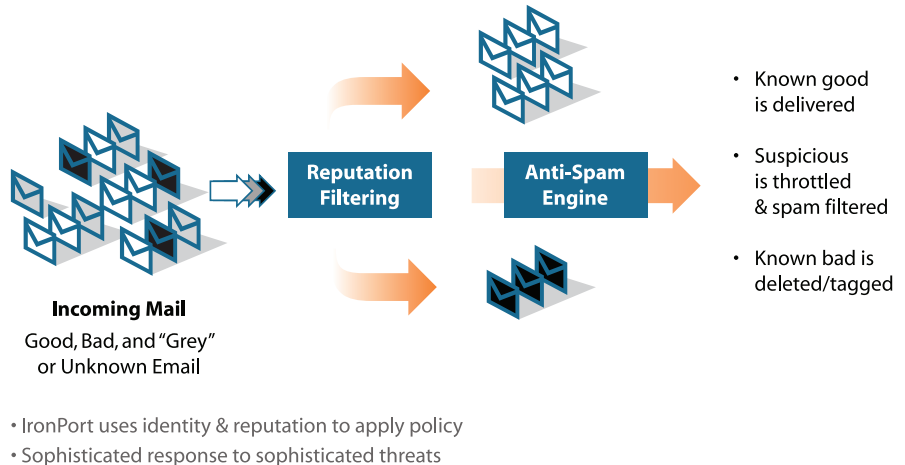 Reputation
Filtering
Anti-Spam
Engine
• Known good
is delivered
• Suspicious
is throttled
& spam filtered
• Known bad is
deleted/tagged
Incoming Mail
Good, Bad, and “Grey”
or Unknown Email
• IronPort uses identity & reputation to apply policy
• Sophisticated response to sophisticated threats